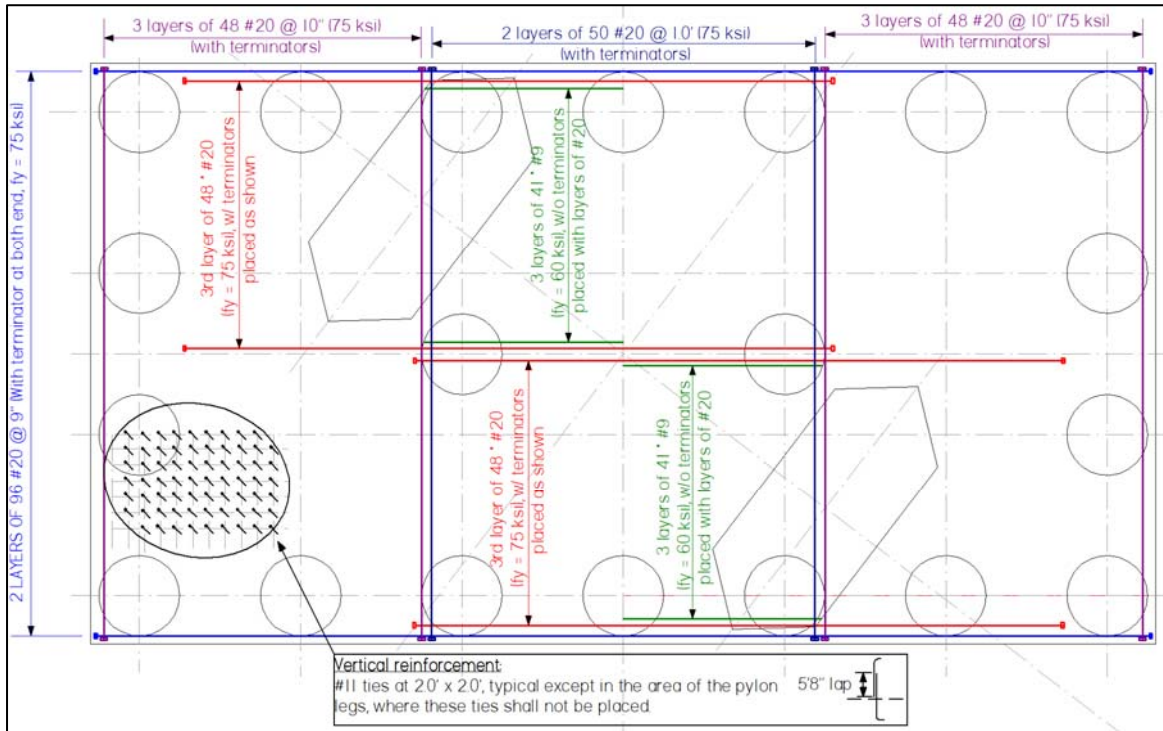 3 layers of 48 #20 @ 10" (75 ksi)
(with terminators)
2 layers of 50 #20 @ 10' (75 ksi)
(with terminators)
3 layers of 48 #20 @ 10" (75 ksi)
(with terminators)
2 LAYERS OF 96 #20 @ 9" (With terminator at both end, fy = 75 ksi)
3rd layer of 48 * #20
(fy = 75 ksi, w/ terminators
placed as shown
3 layers of 41 * #9
(fy = 60 ksi, w/o terminators
placed with layers of #20
3rd layer of 48 * #20
(fy = 75 ksi, w/ terminators
placed as shown
3 layers of 41 * #9
(fy = 60 ksi, w/o terminators
placed with layers of #20
Vertical reinforcement:
#11 ties at 2.0' x 2.0', typical except in the area of the pylon
legs, where these ties shall not be placed.
5'8" lap